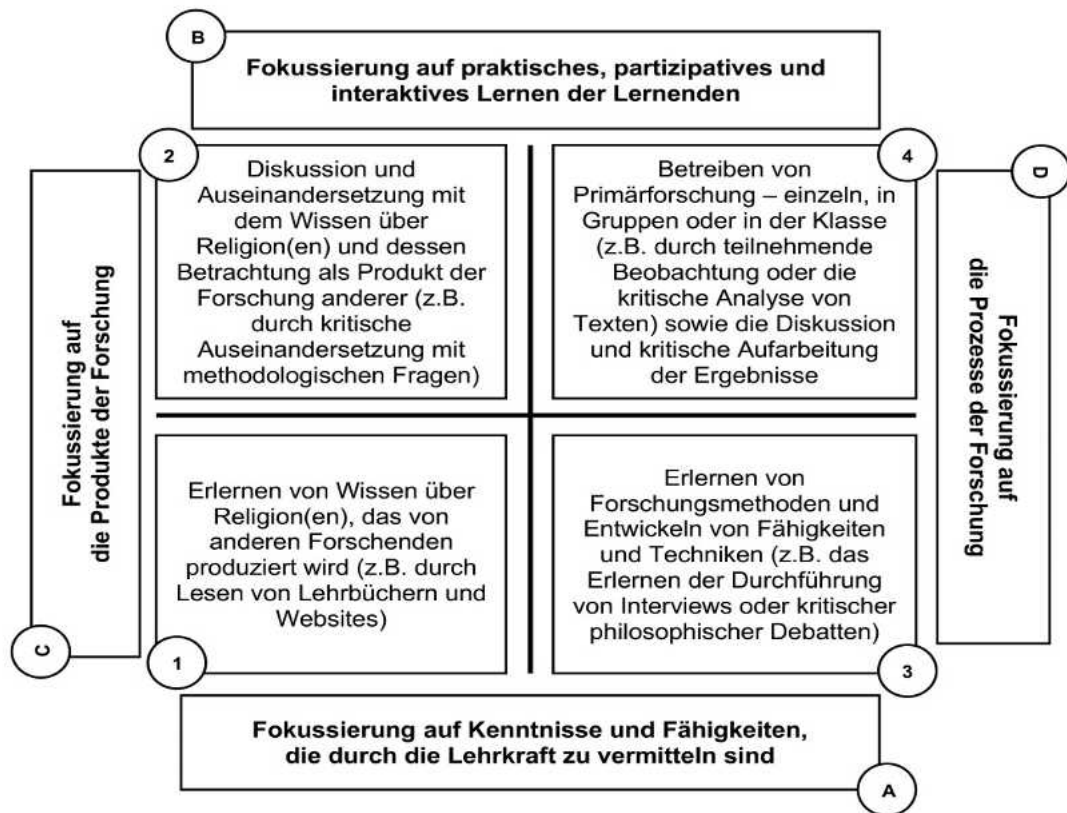 B
Fokussierung auf praktisches, partizipatives und
interaktives Lernen der Lernenden
2
Diskussion und
Auseinandersetzung mit
dem Wissen über
Religion(en) und dessen
Betrachtung als Produkt der
Forschung anderer (z.B.
durch kritische
Auseinandersetzung mit
methodologischen Fragen)
4
Betreiben von
Primärforschung – einzeln, in
Gruppen oder in der Klasse
(z.B. durch teilnehmende
Beobachtung oder die
kritische Analyse von
Texten) sowie die Diskussion
und kritische Aufarbeitung
der Ergebnisse
C
Fokussierung auf
die Produkte der Forschung
D
Fokussierung auf
die Prozesse der Forschung
1
Erlernen von Wissen über
Religion(en), das von
anderen Forschenden
produziert wird (z.B. durch
Lesen von Lehrbüchern und
Websites)
3
Erlernen von
Forschungsmethoden und
Entwickeln von Fähigkeiten
und Techniken (z.B. das
Erlernen der Durchführung
von Interviews oder kritischer
philosophischer Debatten)
Fokussierung auf Kenntnisse und Fähigkeiten,
die durch die Lehrkraft zu vermitteln sind
A